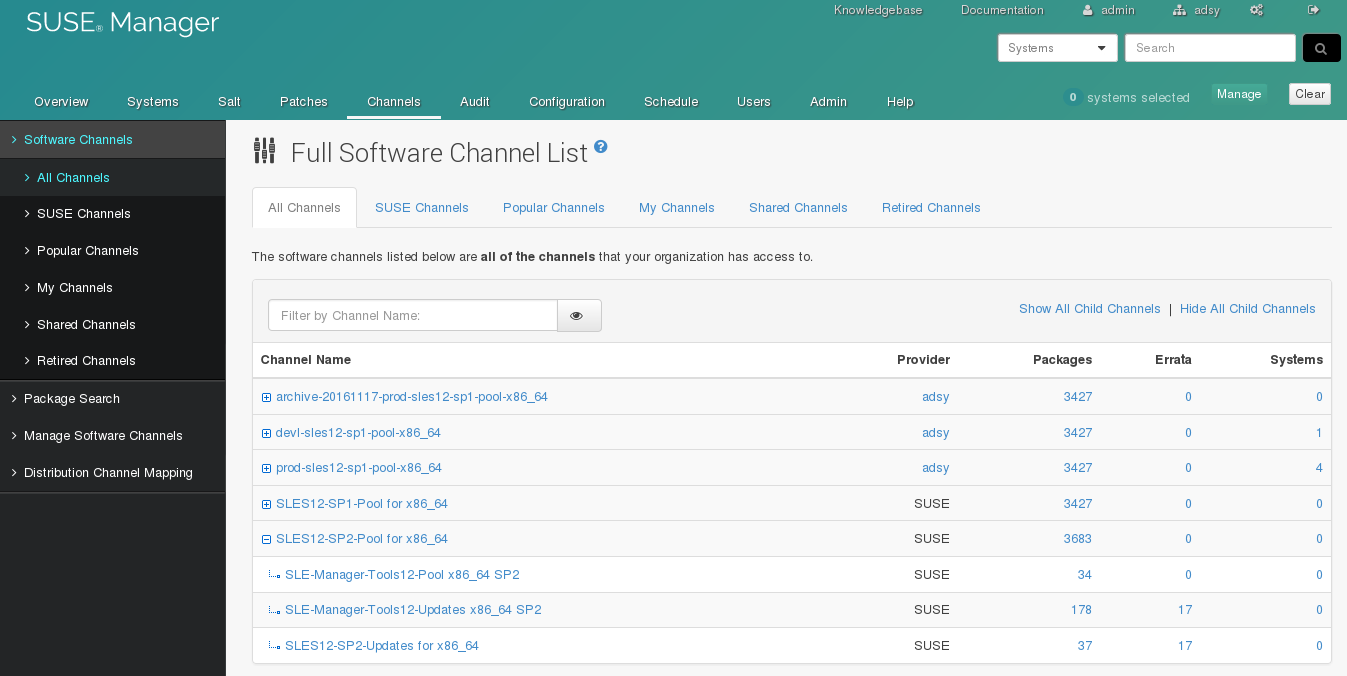 SUSE® Manager
Knowledgebase Documentation admin adsy
Systems Search
Overview Systems Salt Patches Channels Audit Configuration Schedule Users Admin Help
0 systems selected Manage Clear
Software Channels
All Channels
SUSE Channels
Popular Channels
My Channels
Shared Channels
Retired Channels
Package Search
Manage Software Channels
Distribution Channel Mapping
Full Software Channel List ?
All Channels SUSE Channels Popular Channels My Channels Shared Channels Retired Channels
The software channels listed below are all of the channels that your organization has access to.
Filter by Channel Name: Show All Child Channels | Hide All Child Channels
Channel Name Provider Packages Errata Systems
archive-20161117-prod-sles12-sp1-pool-x86_64 adsy 3427 0 0
devl-sles12-sp1-pool-x86_64 adsy 3427 0 1
prod-sles12-sp1-pool-x86_64 adsy 3427 0 4
SLES12-SP1-Pool for x86_64 SUSE 3427 0 0
SLES12-SP2-Pool for x86_64 SUSE 3683 0 0
SLE-Manager-Tools12-Pool x86_64 SP2 SUSE 34 0 0
SLE-Manager-Tools12-Updates x86_64 SP2 SUSE 178 17 0
SLES12-SP2-Updates for x86_64 SUSE 37 17 0